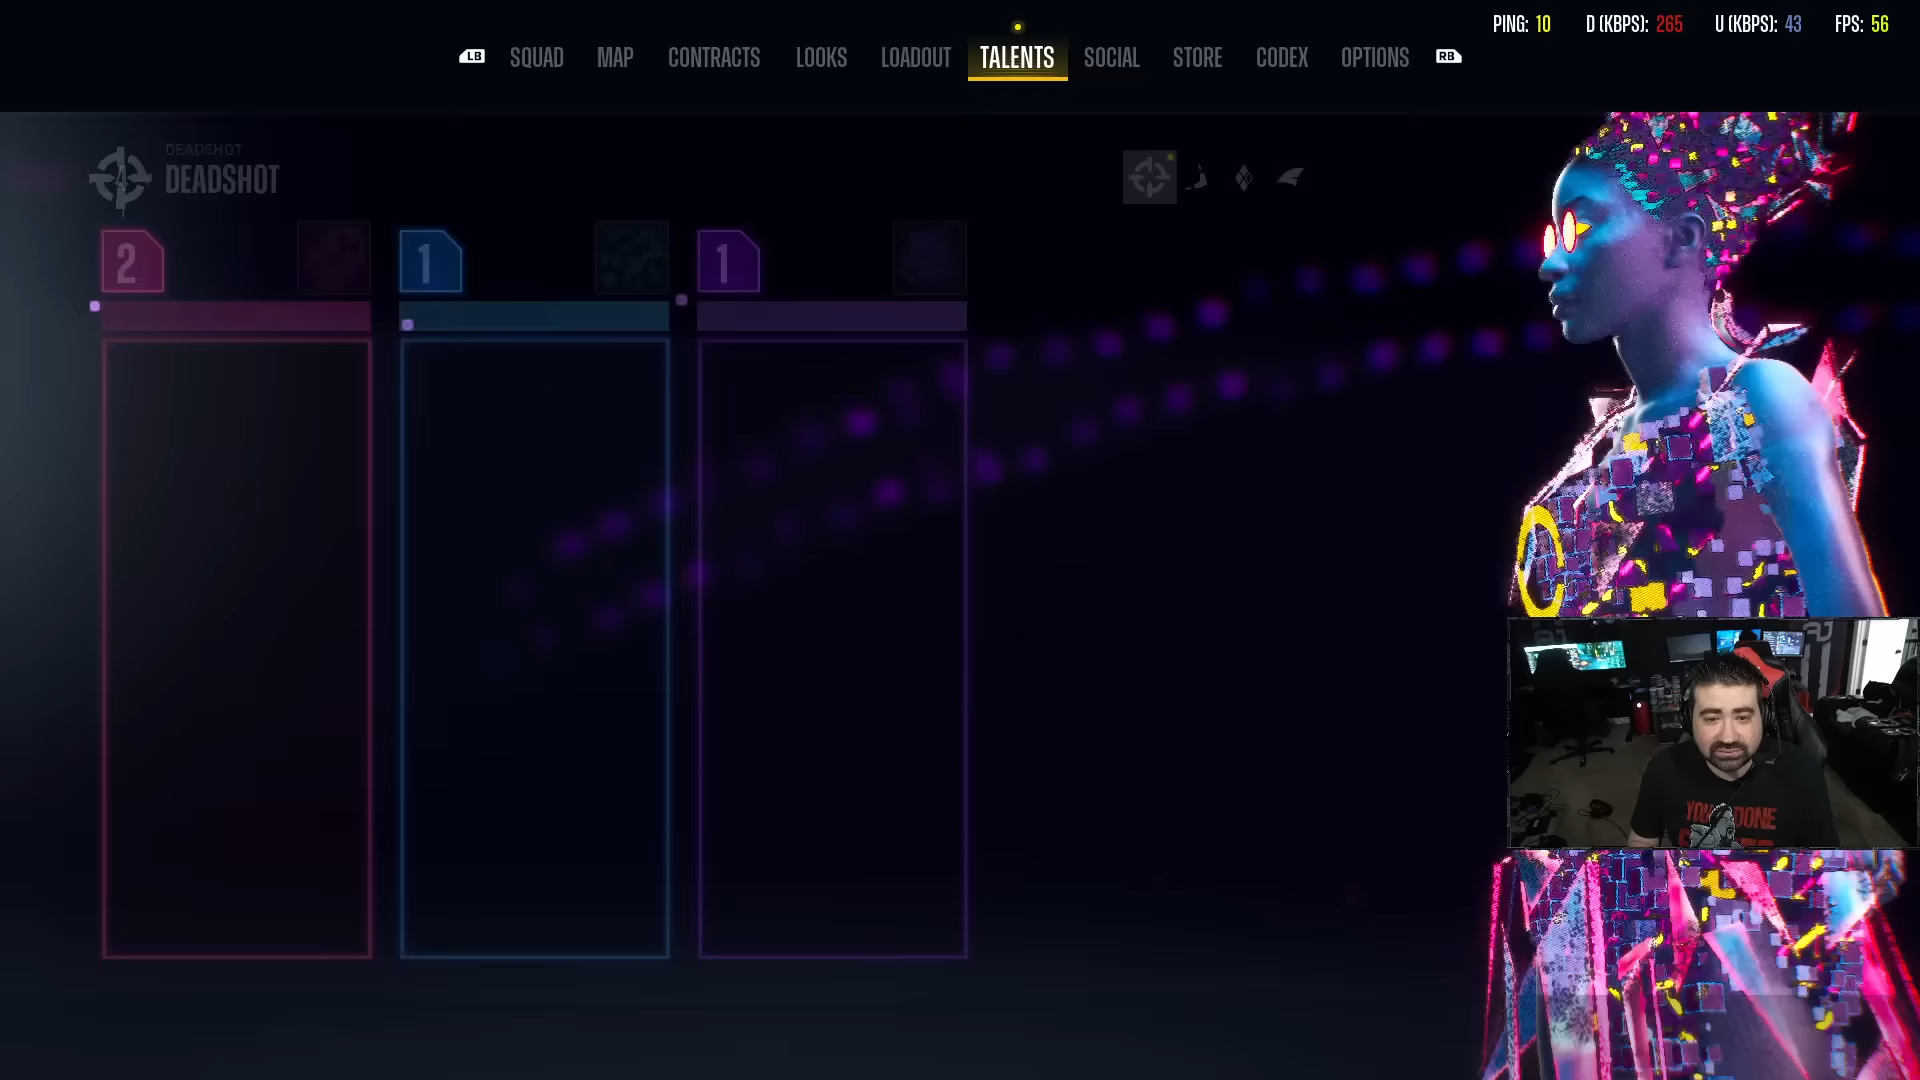 PING: 10 D (KBPS): 265 U (KBPS): 43 FPS: 56
LB SQUAD MAP CONTRACTS LOOKS LOADOUT TALENTS SOCIAL STORE CODEX OPTIONS RB
DEADSHOT
4 DEADSHOT
2 1 1